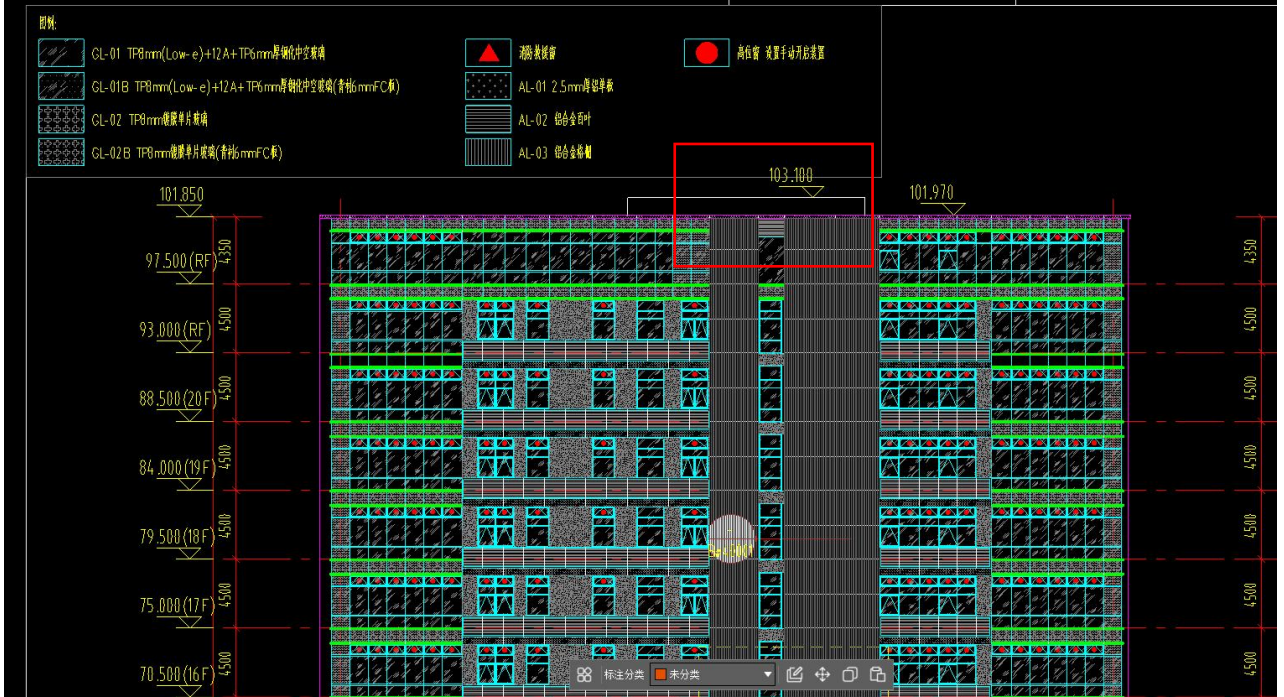 图例:
GL-01 TP8mm(Low-e)+12A+TP6mm厚钢化中空玻璃
消防救援窗
高位窗 设置手动开启装置
GL-01B TP8mm(Low-e)+12A+TP6mm厚钢化中空玻璃(背衬6mmFC板)
AL-01 2.5mm厚铝单板
GL-02 TP8mm镀膜单片玻璃
AL-02 铝合金百叶
GL-02B TP8mm镀膜单片玻璃(背衬6mmFC板)
AL-03 铝合金格栅
103.100
101.850
101.970
4350
4350
97.500(RF)
4500
4500
93.000(RF)
4500
4500
88.500(20F)
4500
4500
84.000(19F)
4500
4500
79.500(18F)
4500
4500
75.000(17F)
4500
4500
70.500(16F)
标注分类
未分类